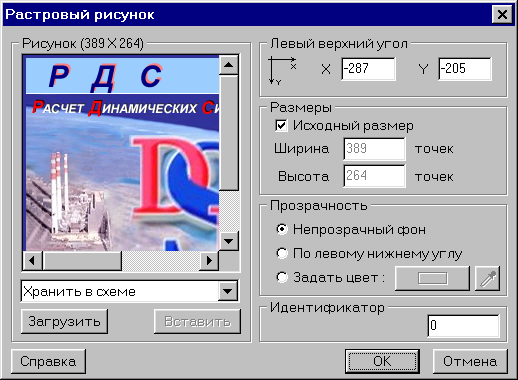 Растровый рисунок
Рисунок (389 X 264)
Р Д С
РАСЧЕТ ДИНАМИЧЕСКИХ СИ
Хранить в схеме
Загрузить Вставить
Левый верхний угол
X Y X -287 Y -205
Размеры
Исходный размер
Ширина 389 точек
Высота 264 точек
Прозрачность
Непрозрачный фон
По левому нижнему углу
Задать цвет :
Идентификатор
0
Справка OK Отмена